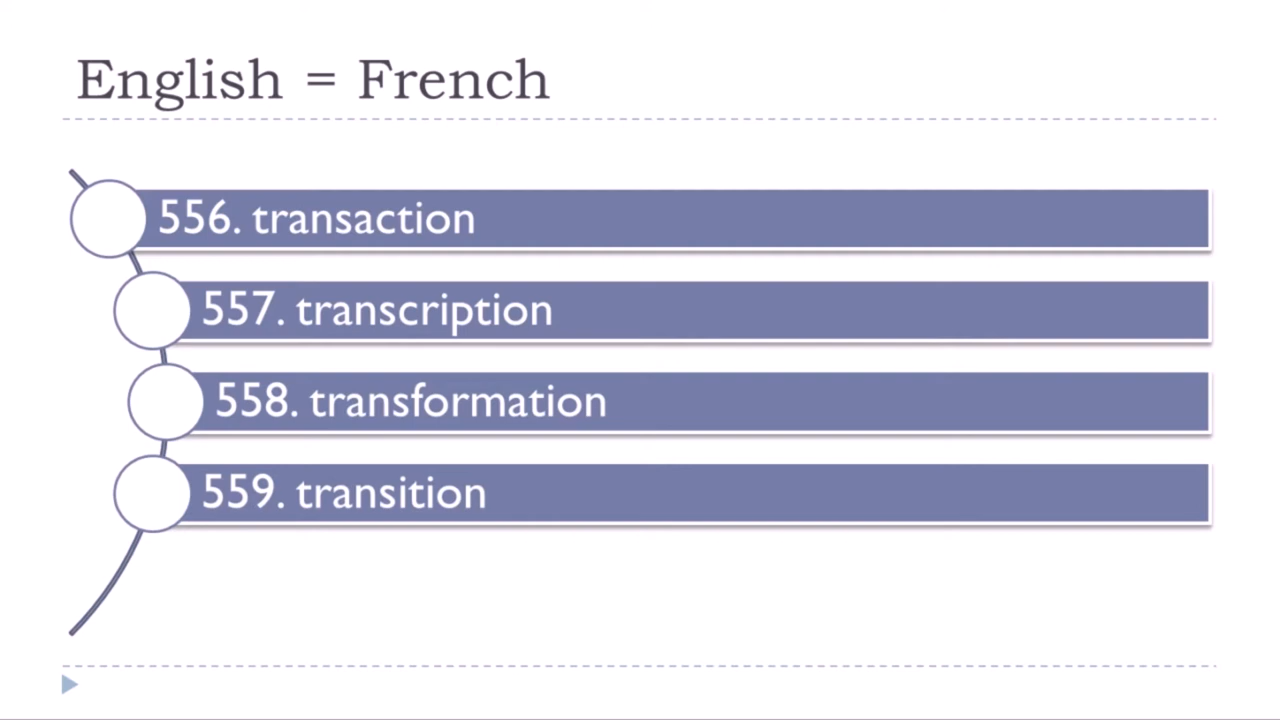 English = French
556. transaction
557. transcription
558. transformation
559. transition